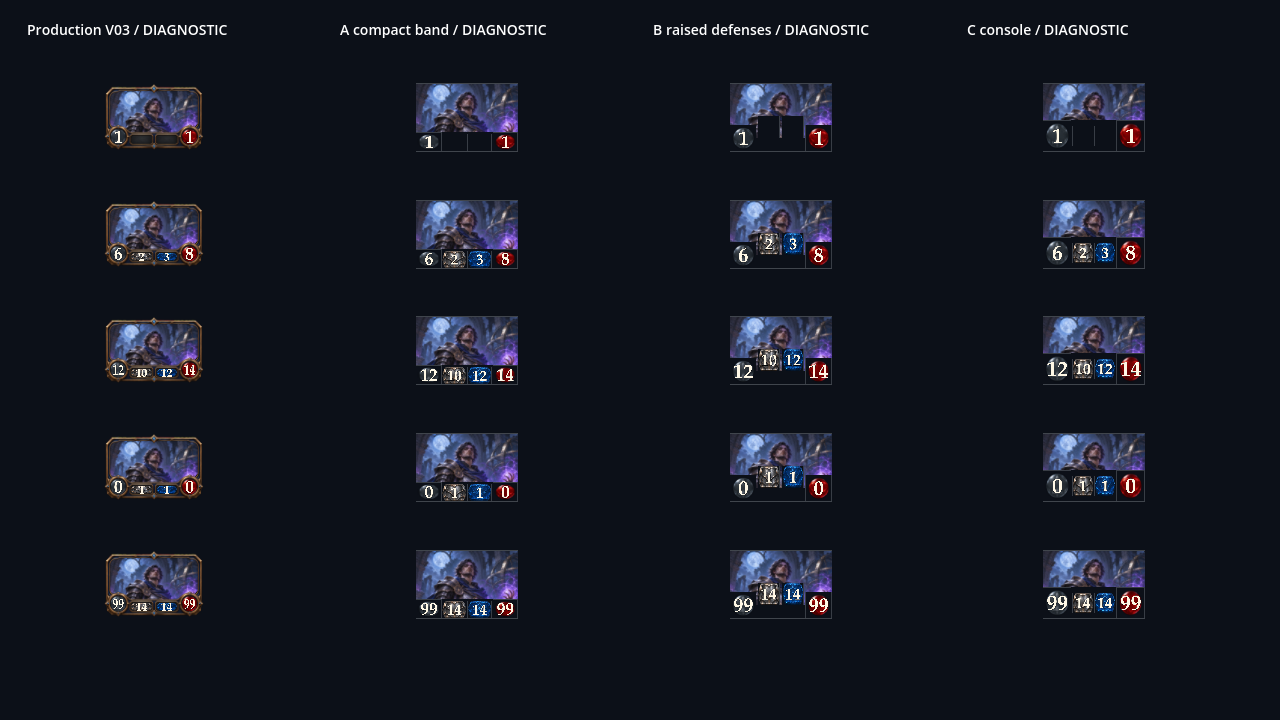 Production V03 / DIAGNOSTIC A compact band / DIAGNOSTIC B raised defenses / DIAGNOSTIC C console / DIAGNOSTIC
1 1 1 1 1 1 1 1
6 2 3 8 6 2 3 8 6 2 3 8 6 2 3 8
12 10 12 14 12 10 12 14 12 10 12 14 12 10 12 14
0 1 1 0 0 1 1 0 0 1 1 0 0 1 1 0
99 14 14 99 99 14 14 99 99 14 14 99 99 14 14 99